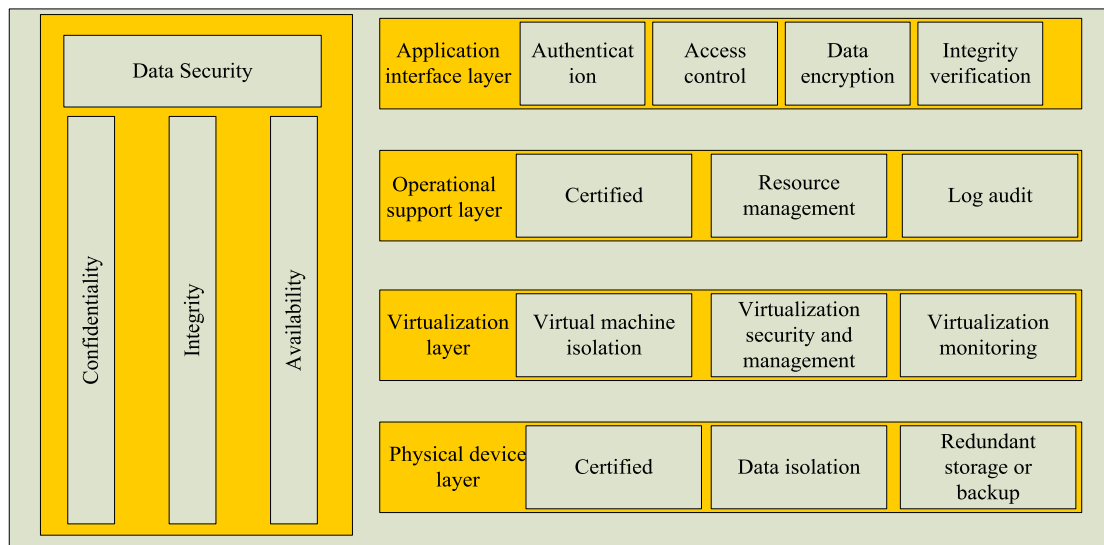 Data Security
Confidentiality
Integrity
Availability
Application
interface layer
Authenticat
ion
Access
control
Data
encryption
Integrity
verification
Operational
support layer
Certified
Resource
management
Log audit
Virtualization
layer
Virtual machine
isolation
Virtualization
security and
management
Virtualization
monitoring
Physical device
layer
Certified
Data isolation
Redundant
storage or
backup